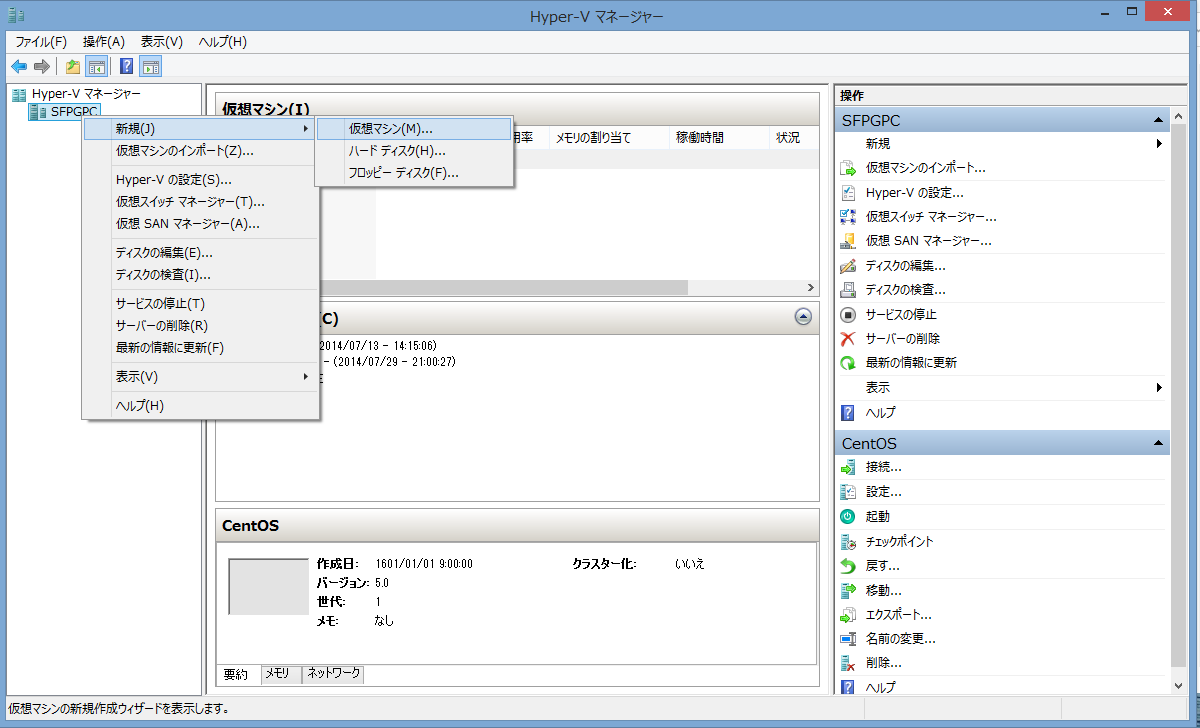 Hyper-V マネージャー
ファイル(F) 操作(A) 表示(V) ヘルプ(H)
Hyper-V マネージャー
SFPGPC
新規(J)
仮想マシンのインポート(Z)...
Hyper-V の設定(S)...
仮想スイッチ マネージャー(T)...
仮想 SAN マネージャー(A)...
ディスクの編集(E)...
ディスクの検査(I)...
サービスの停止(T)
サーバーの削除(R)
最新の情報に更新(F)
表示(V)
ヘルプ(H)
仮想マシン(M)...
ハード ディスク(H)...
フロッピー ディスク(F)...
仮想マシン(I)
用率 メモリの割り当て 稼働時間 状況
(C)
2014/07/13 - 14:15:06)
- (2014/07/29 - 21:00:27)
CentOS
作成日: 1601/01/01 9:00:00 クラスター化: いいえ
バージョン: 5.0
世代: 1
メモ: なし
要約 メモリ ネットワーク
操作
SFPGPC
新規
仮想マシンのインポート...
Hyper-V の設定...
仮想スイッチ マネージャー...
仮想 SAN マネージャー...
ディスクの編集...
ディスクの検査...
サービスの停止
サーバーの削除
最新の情報に更新
表示
ヘルプ
CentOS
接続...
設定...
起動
チェックポイント
戻す...
移動...
エクスポート...
名前の変更...
削除...
ヘルプ
仮想マシンの新規作成ウィザードを表示します。